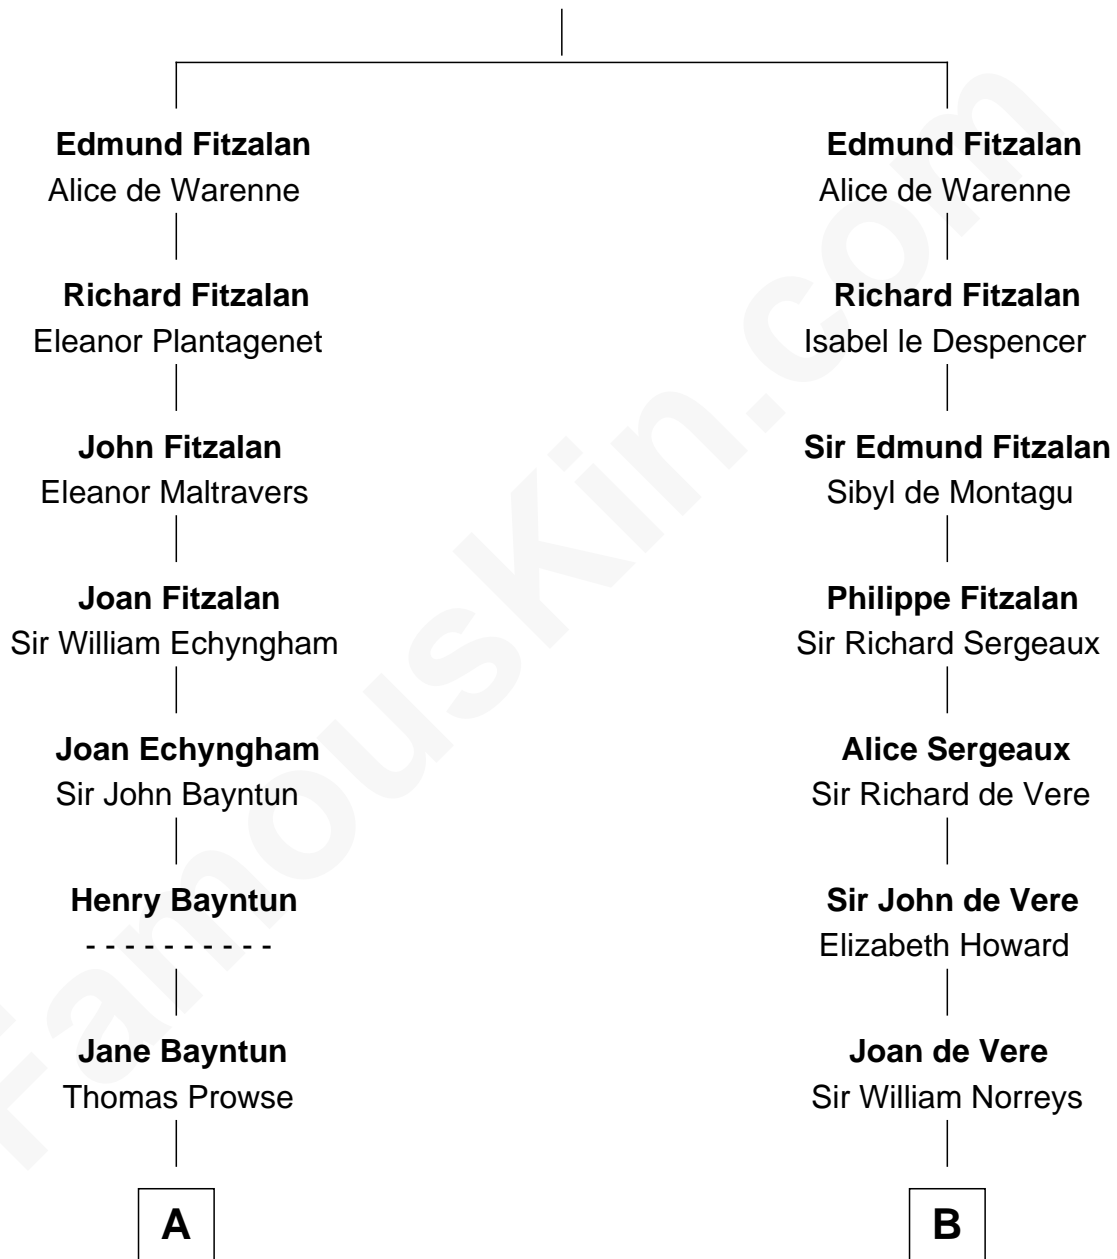 Edmund Fitzalan
Alice de Warenne
Richard Fitzalan
Eleanor Plantagenet
John Fitzalan
Eleanor Maltravers
Joan Fitzalan
Sir William Echyngham
Joan Echyngham
Sir John Bayntun
Henry Bayntun
- - - - - - - - - -
Jane Bayntun
Thomas Prowse
A
Edmund Fitzalan
Alice de Warenne
Richard Fitzalan
Isabel le Despencer
Sir Edmund Fitzalan
Sibyl de Montagu
Philippe Fitzalan
Sir Richard Sergeaux
Alice Sergeaux
Sir Richard de Vere
Sir John de Vere
Elizabeth Howard
Joan de Vere
Sir William Norreys
B
FamousKin.com